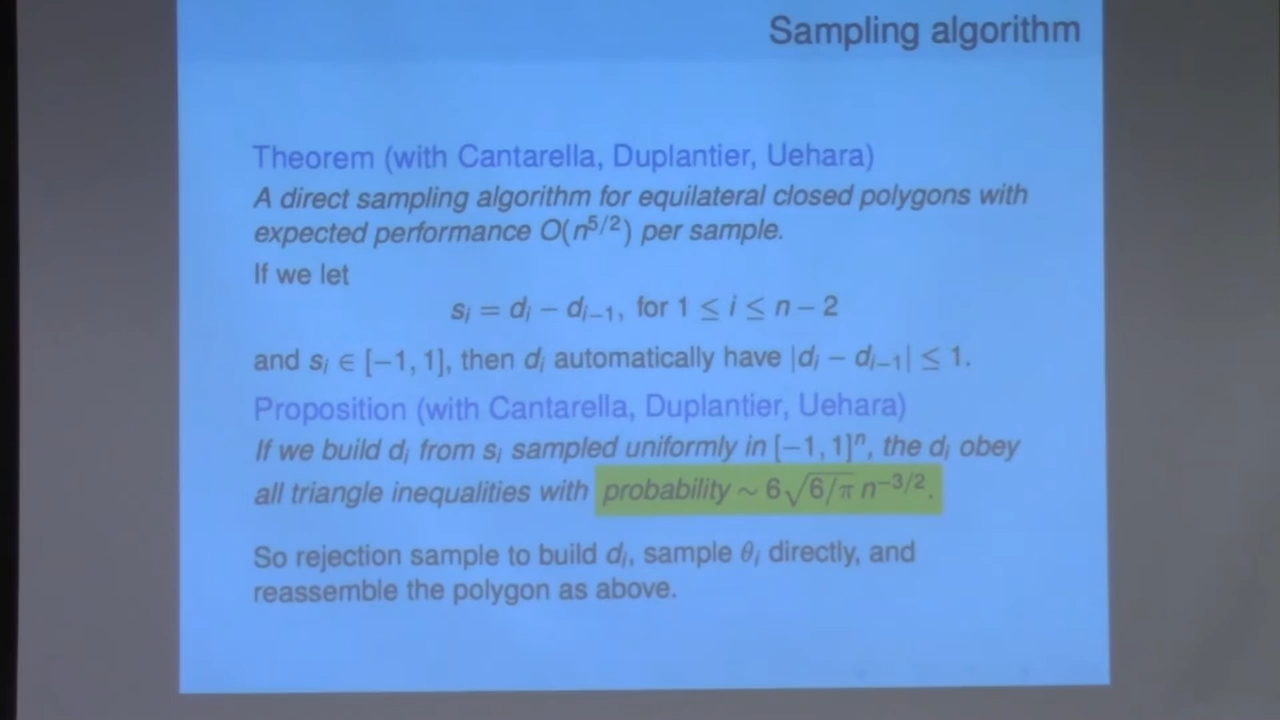 Sampling algorithm
Theorem (with Cantarella, Duplantier, Uehara)
A direct sampling algorithm for equilateral closed polygons with
expected performance O(n^{5/2}) per sample.
If we let
s_i = d_i − d_{i−1}, for 1 ≤ i ≤ n − 2
and s_i ∈ [−1, 1], then d_i automatically have |d_i − d_{i−1}| ≤ 1.
Proposition (with Cantarella, Duplantier, Uehara)
If we build d_i from s_i sampled uniformly in [−1, 1]^n, the d_i obey
all triangle inequalities with probability ∼ 6√(6/π) n^{−3/2}.
So rejection sample to build d_i, sample θ_i directly, and
reassemble the polygon as above.